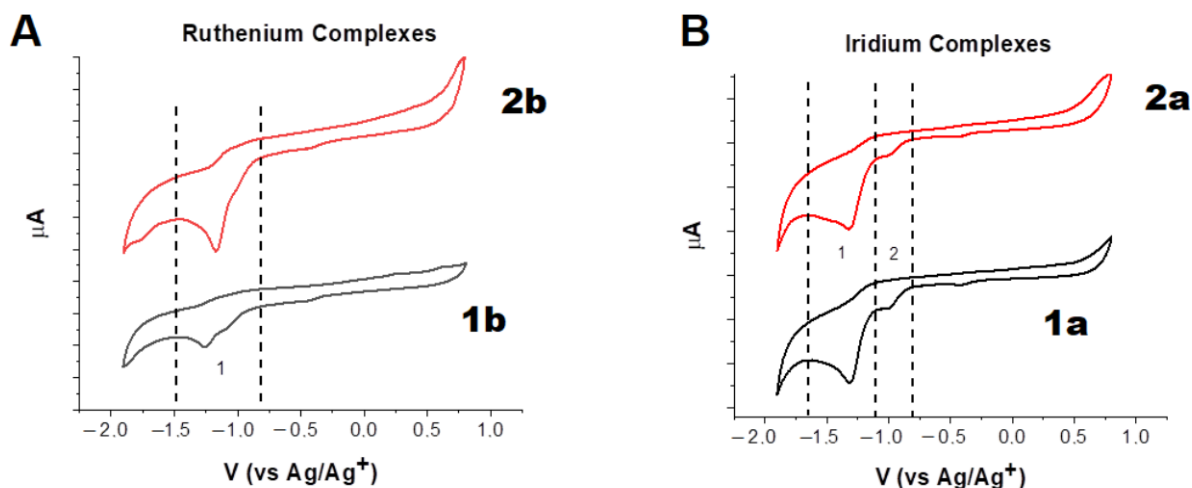 A
Ruthenium Complexes
2b
1b
1
μA
−2.0 −1.5 −1.0 −0.5 0.0 0.5 1.0
V (vs Ag/Ag+)
B
Iridium Complexes
2a
1 2
1a
μA
−2.0 −1.5 −1.0 −0.5 0.0 0.5 1.0
V (vs Ag/Ag+)